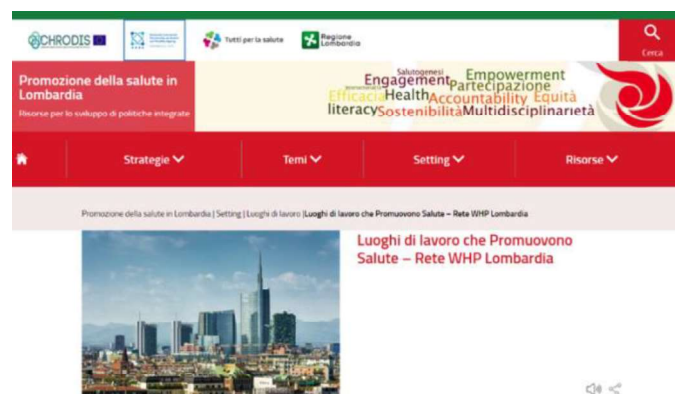 CHRODIS
Tutti per la salute
Regione
Lombardia
Cerca
Promozione della salute in
Lombardia
Risorse per lo sviluppo di politiche integrate
Salutogenesi
Engagement
Empowerment
Partecipazione
Efficacia
Health
Accountability
Equità
literacy
Sostenibilità
Multidisciplinarietà
Strategie
Temi
Setting
Risorse
Promozione della salute in Lombardia | Setting | Luoghi di lavoro |Luoghi di lavoro che Promuovono Salute – Rete WHP Lombardia
Luoghi di lavoro che Promuovono
Salute – Rete WHP Lombardia